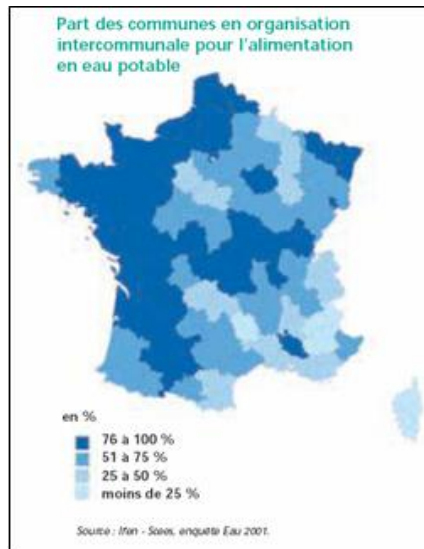 Part des communes en organisation
intercommunale pour l'alimentation
en eau potable
en %
76 à 100 %
51 à 75 %
25 à 50 %
moins de 25 %
Source : Ifen - Scees, enquête Eau 2001.